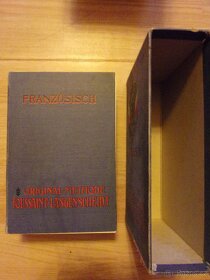 FRANZÖSISCH
ORIGINAL-METHODE
TOUSSAINT-LANGENSCHEIDT